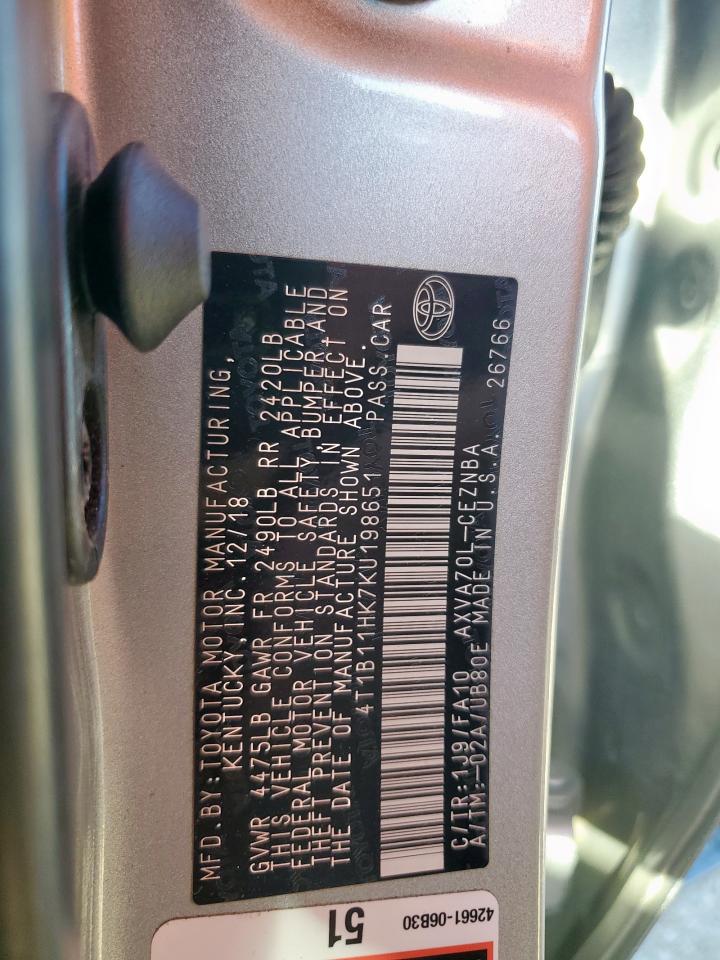 MFD.BY:TOYOTA MOTOR MANUFACTURING,
KENTUCKY,INC. 12/18
GVWR 4475LB GAWR FR 2490LB RR 2420LB
THIS VEHICLE CONFORMS TO ALL APPLICABLE
FEDERAL MOTOR VEHICLE SAFETY,BUMPER,AND
THEFT PREVENTION STANDARDS IN EFFECT ON
THE DATE OF MANUFACTURE SHOWN ABOVE.
4T1B11HK7KU198651 PASS.CAR
C/TR:1J9/FA10 AXVA70L-CEZNBA
A/TM:-02A/UB80E MADE IN U.S.A. 26766
51
42661-06B30